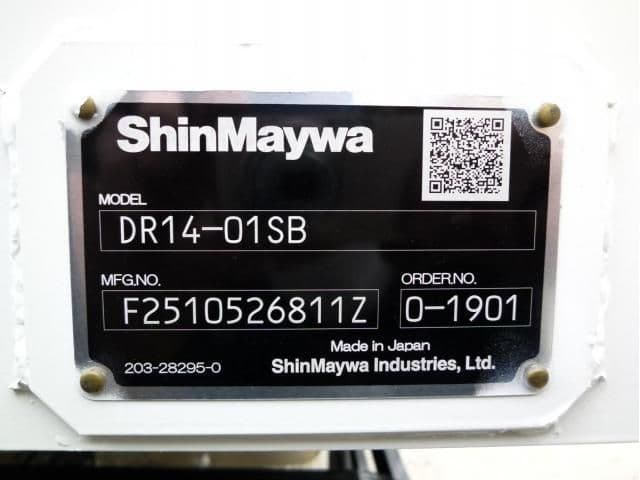 ShinMaywa
MODEL
DR14-01SB
MFG.NO.
F2510526811Z
ORDER.NO.
0-1901
203-28295-0
Made in Japan
ShinMaywa Industries, Ltd.